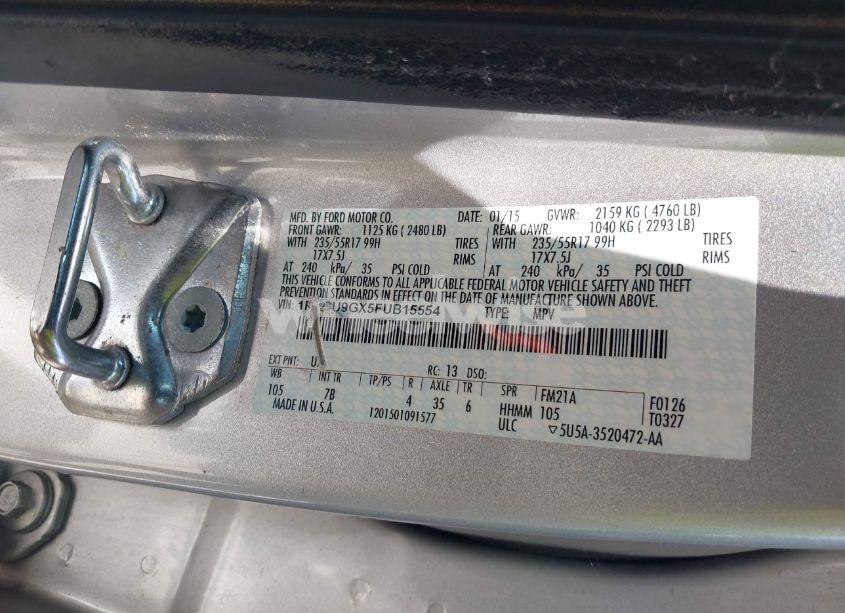 MFD. BY FORD MOTOR CO. DATE: 01/15 GVWR: 2159 KG ( 4760 LB)
FRONT GAWR: 1125 KG ( 2480 LB) REAR GAWR: 1040 KG ( 2293 LB)
WITH 235/55R17 99H TIRES WITH 235/55R17 99H TIRES
17X7.5J RIMS 17X7.5J RIMS
AT 240 kPa/ 35 PSI COLD AT 240 kPa/ 35 PSI COLD
THIS VEHICLE CONFORMS TO ALL APPLICABLE FEDERAL MOTOR VEHICLE SAFETY AND THEFT
PREVENTION STANDARDS IN EFFECT ON THE DATE OF MANUFACTURE SHOWN ABOVE.
VIN: TYPE: MPV
EXT PNT: RC: 13 DSO:
WB INT TR TP/PS R AXLE TR SPR FM21A F0126
105 7B 4 35 6 HHMM 105 T0327
MADE IN U.S.A. 1201501091577 ULC ▽5U5A-3520472-AA